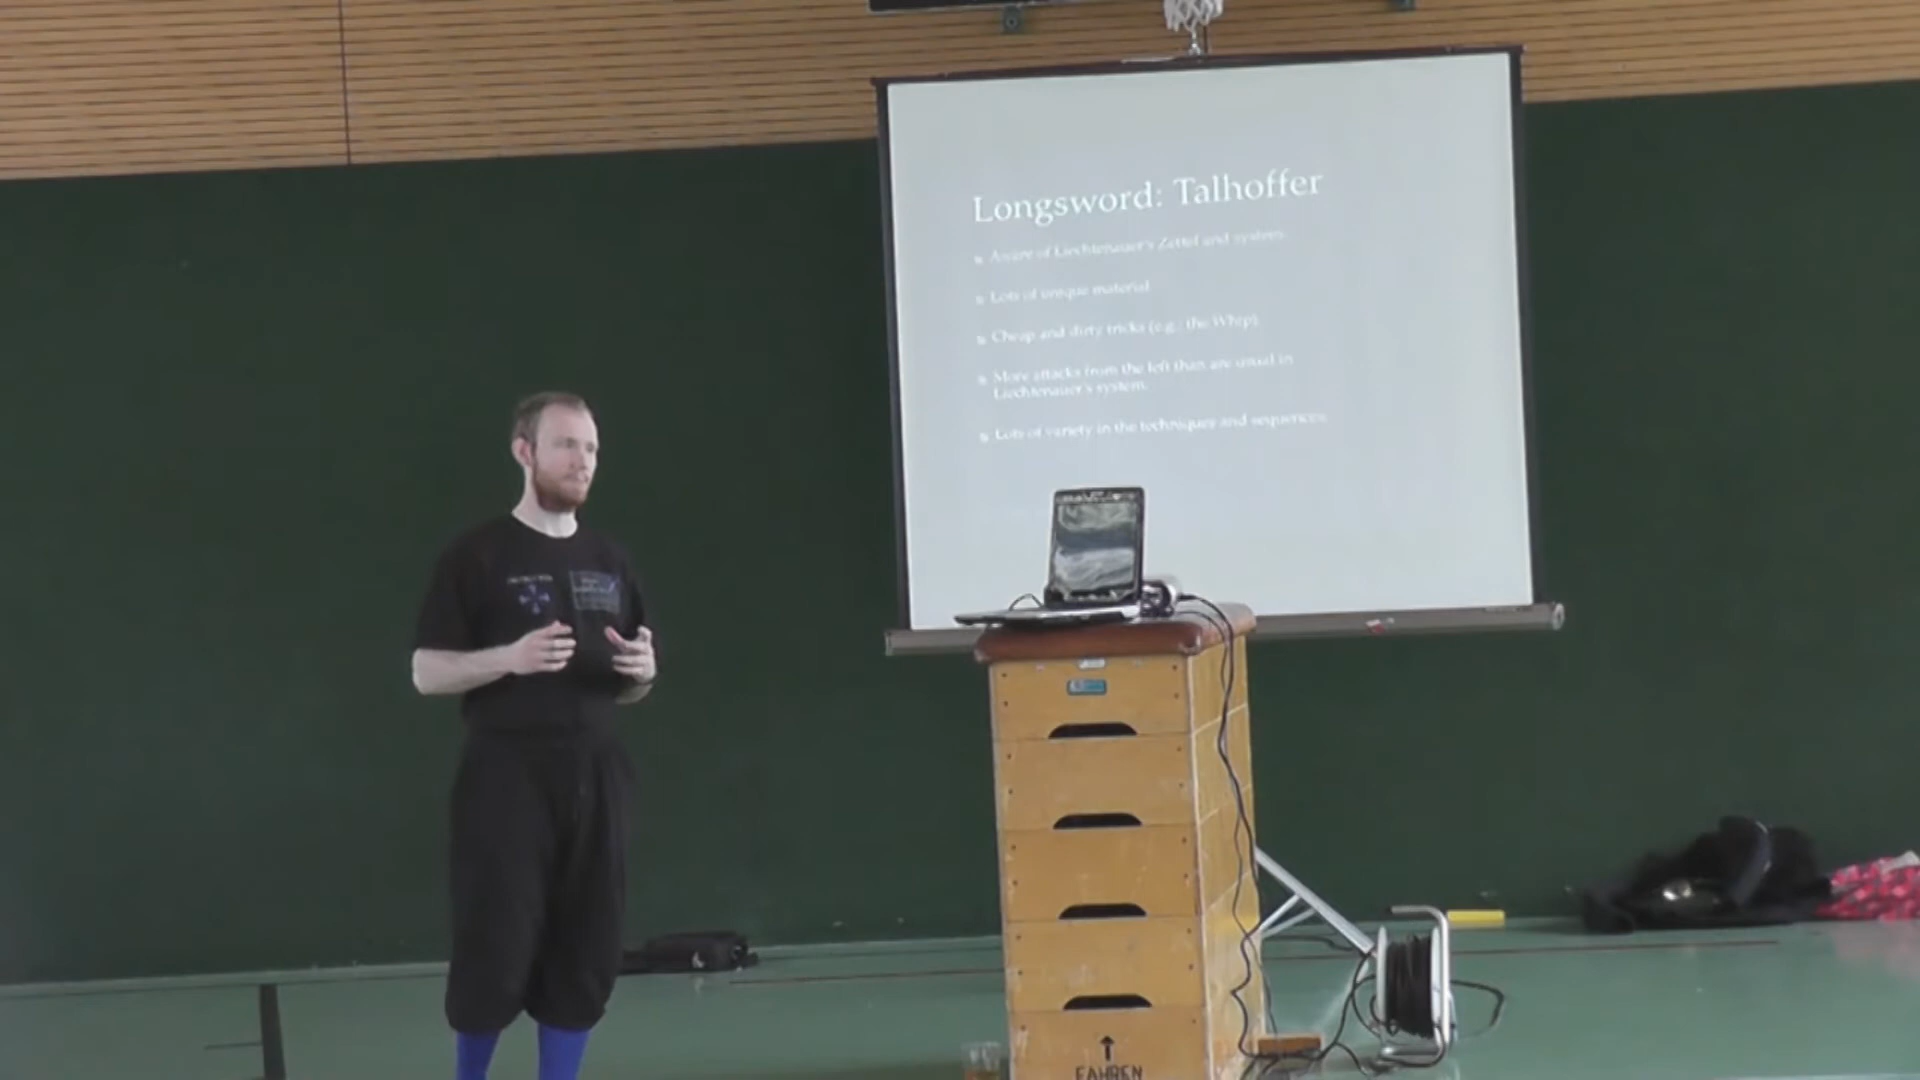 Longsword: Talhoffer
Aware of Liechtenauer's Zettel and system.
Lots of unique material
Cheap and dirty tricks (e.g.: the Whip).
More attacks from the left than are usual in
Liechtenauer's system.
Lots of variety in the techniques and sequences.
FAHREN